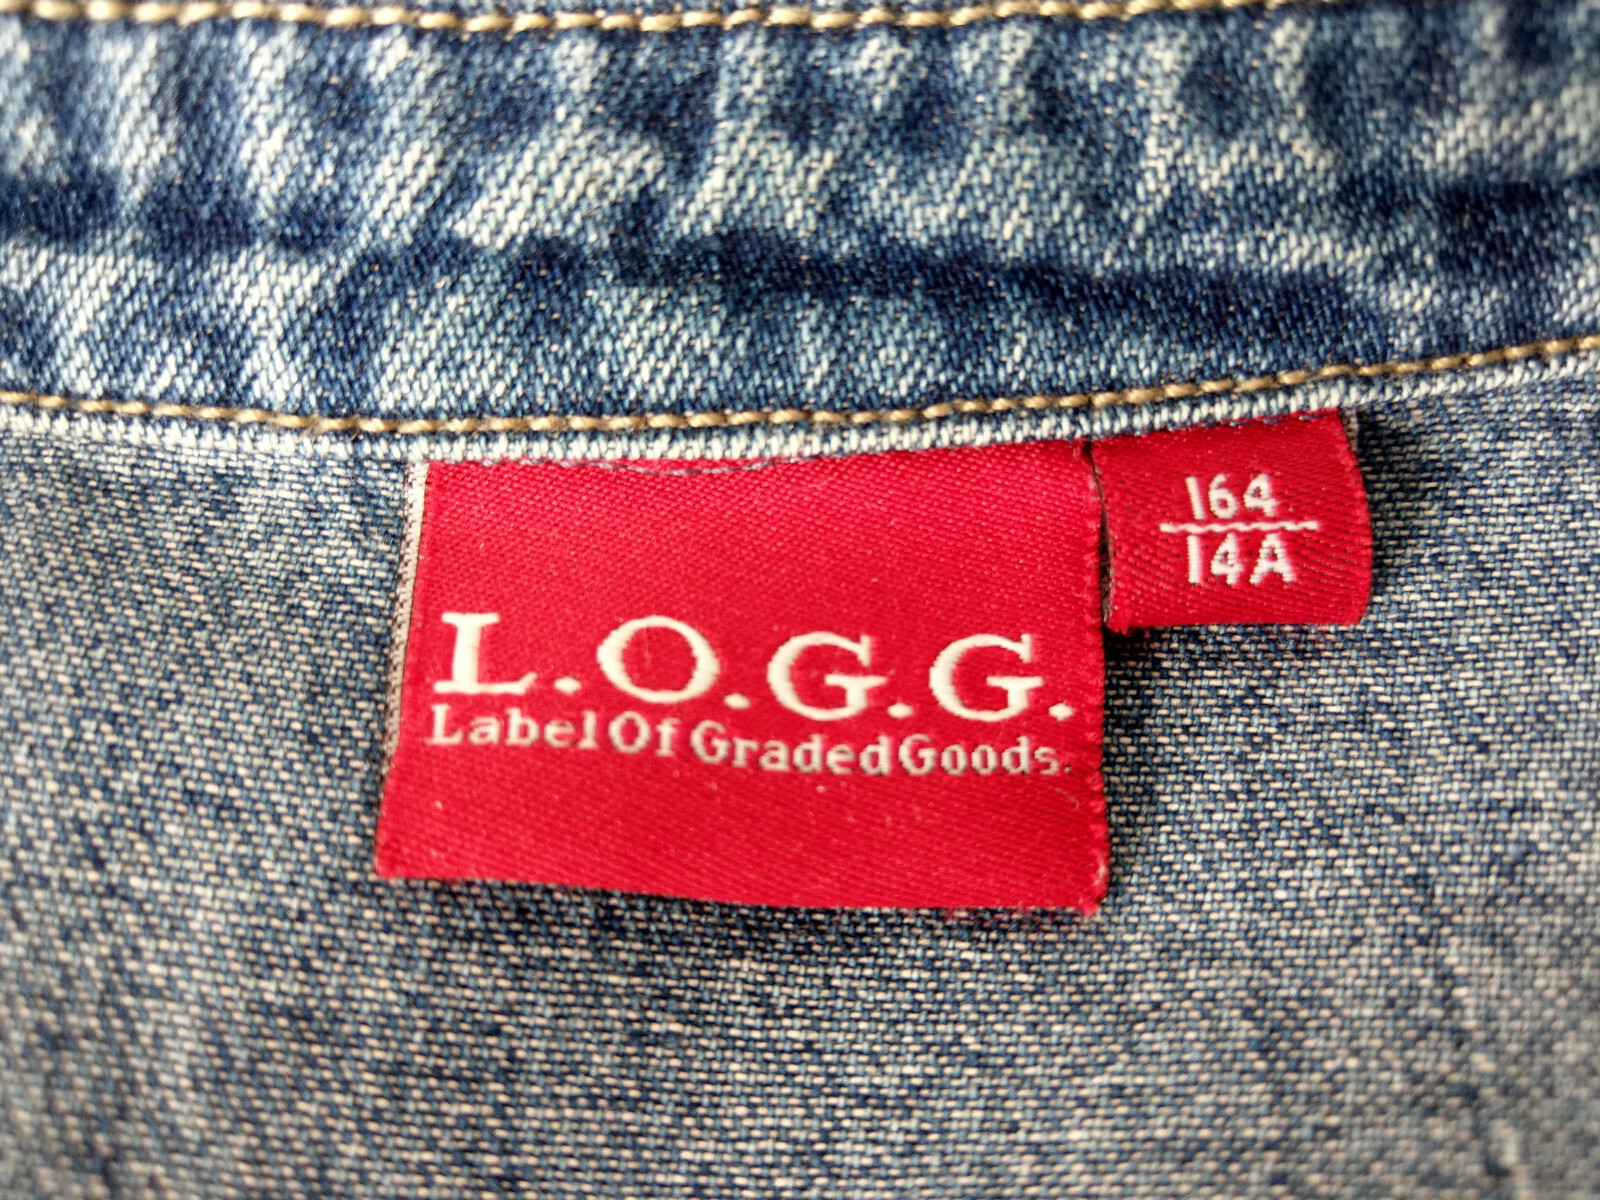 L.O.G.G.
Label Of Graded Goods.
164
14A